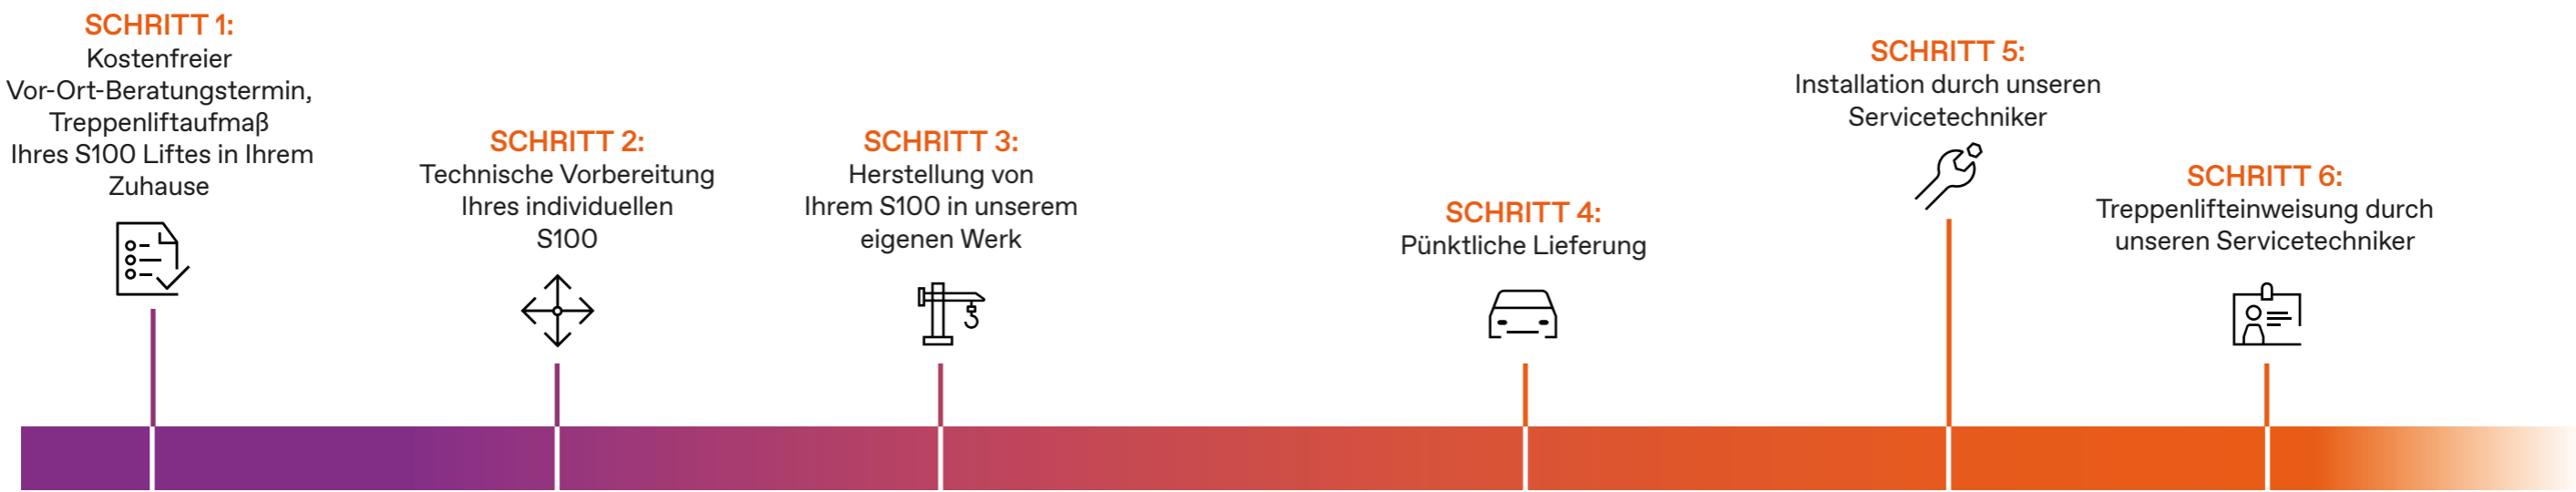 SCHRITT 1:
Kostenfreier
Vor-Ort-Beratungstermin,
Treppenliftaufmaß
Ihres S100 Liftes in Ihrem
Zuhause
SCHRITT 2:
Technische Vorbereitung
Ihres individuellen
S100
SCHRITT 3:
Herstellung von
Ihrem S100 in unserem
eigenen Werk
SCHRITT 4:
Pünktliche Lieferung
SCHRITT 5:
Installation durch unseren
Servicetechniker
SCHRITT 6:
Treppenlifteinweisung durch
unseren Servicetechniker